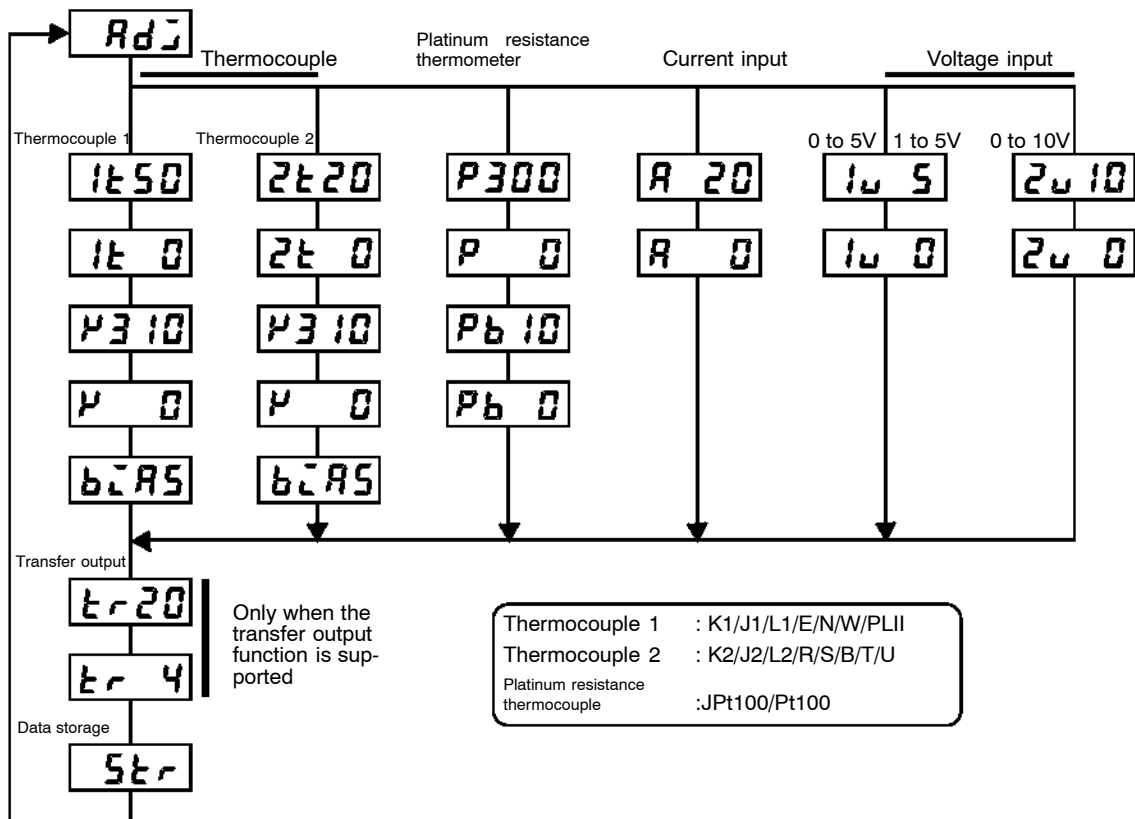 Adj
Thermocouple
Platinum resistance
thermometer
Current input
Voltage input
Thermocouple 1
Thermocouple 2
0 to 5V
1 to 5V
0 to 10V
1t50
2t20
P300
A 20
1u 5
2u10
1t 0
2t 0
P 0
A 0
1u 0
2u 0
Y310
Y310
Pb10
Y 0
Y 0
Pb 0
biAS
biAS
Transfer output
tr20
tr 4
Only when the
transfer output
function is sup-
ported
Thermocouple 1 : K1/J1/L1/E/N/W/PLII
Thermocouple 2 : K2/J2/L2/R/S/B/T/U
Platinum resistance
thermocouple :JPt100/Pt100
Data storage
Str